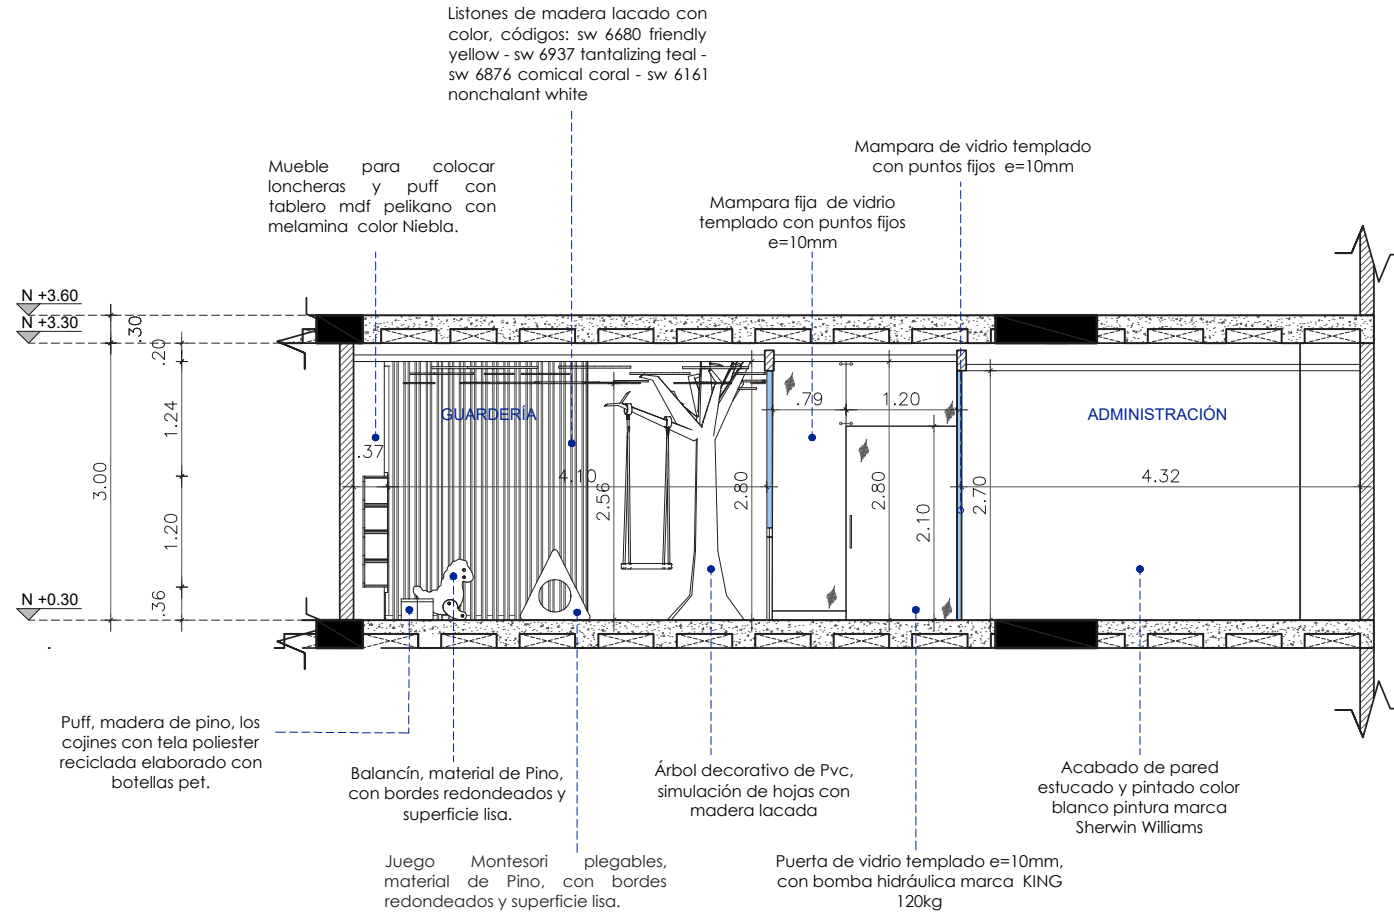 Listones de madera lacado con
color, códigos: sw 6680 friendly
yellow - sw 6937 tantalizing teal -
sw 6876 comical coral - sw 6161
nonchalant white
Mampara de vidrio templado
con puntos fijos e=10mm
Mueble para colocar
loncheras y puff con
tablero mdf pelikano con
melamina color Niebla.
Mampara fija de vidrio
templado con puntos fijos
e=10mm
N +3.60
N +3.30
.30
.20
1.24
3.00
1.20
.36
N +0.30
GUARDERÍA
ADMINISTRACIÓN
.37
4.10
2.56
2.80
.79
1.20
2.80
2.10
2.70
4.32
Puff, madera de pino, los
cojines con tela poliester
reciclada elaborado con
botellas pet.
Balancín, material de Pino,
con bordes redondeados y
superficie lisa.
Árbol decorativo de Pvc,
simulación de hojas con
madera lacada
Acabado de pared
estucado y pintado color
blanco pintura marca
Sherwin Williams
Juego Montesori plegables,
material de Pino, con bordes
redondeados y superficie lisa.
Puerta de vidrio templado e=10mm,
con bomba hidráulica marca KING
120kg